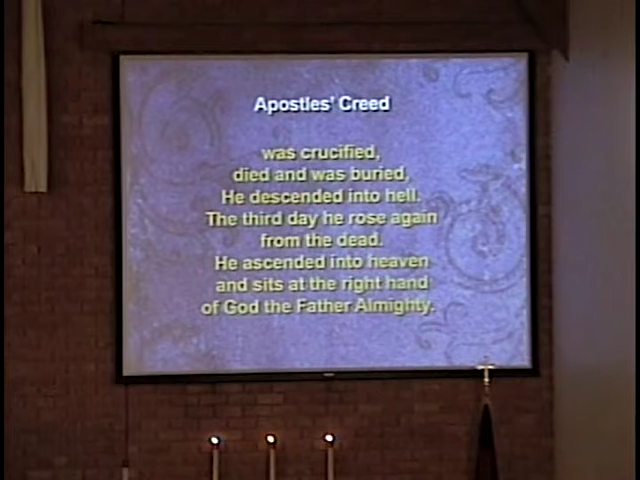 Apostles' Creed
was crucified,
died and was buried,
He descended into hell.
The third day he rose again
from the dead.
He ascended into heaven
and sits at the right hand
of God the Father Almighty.